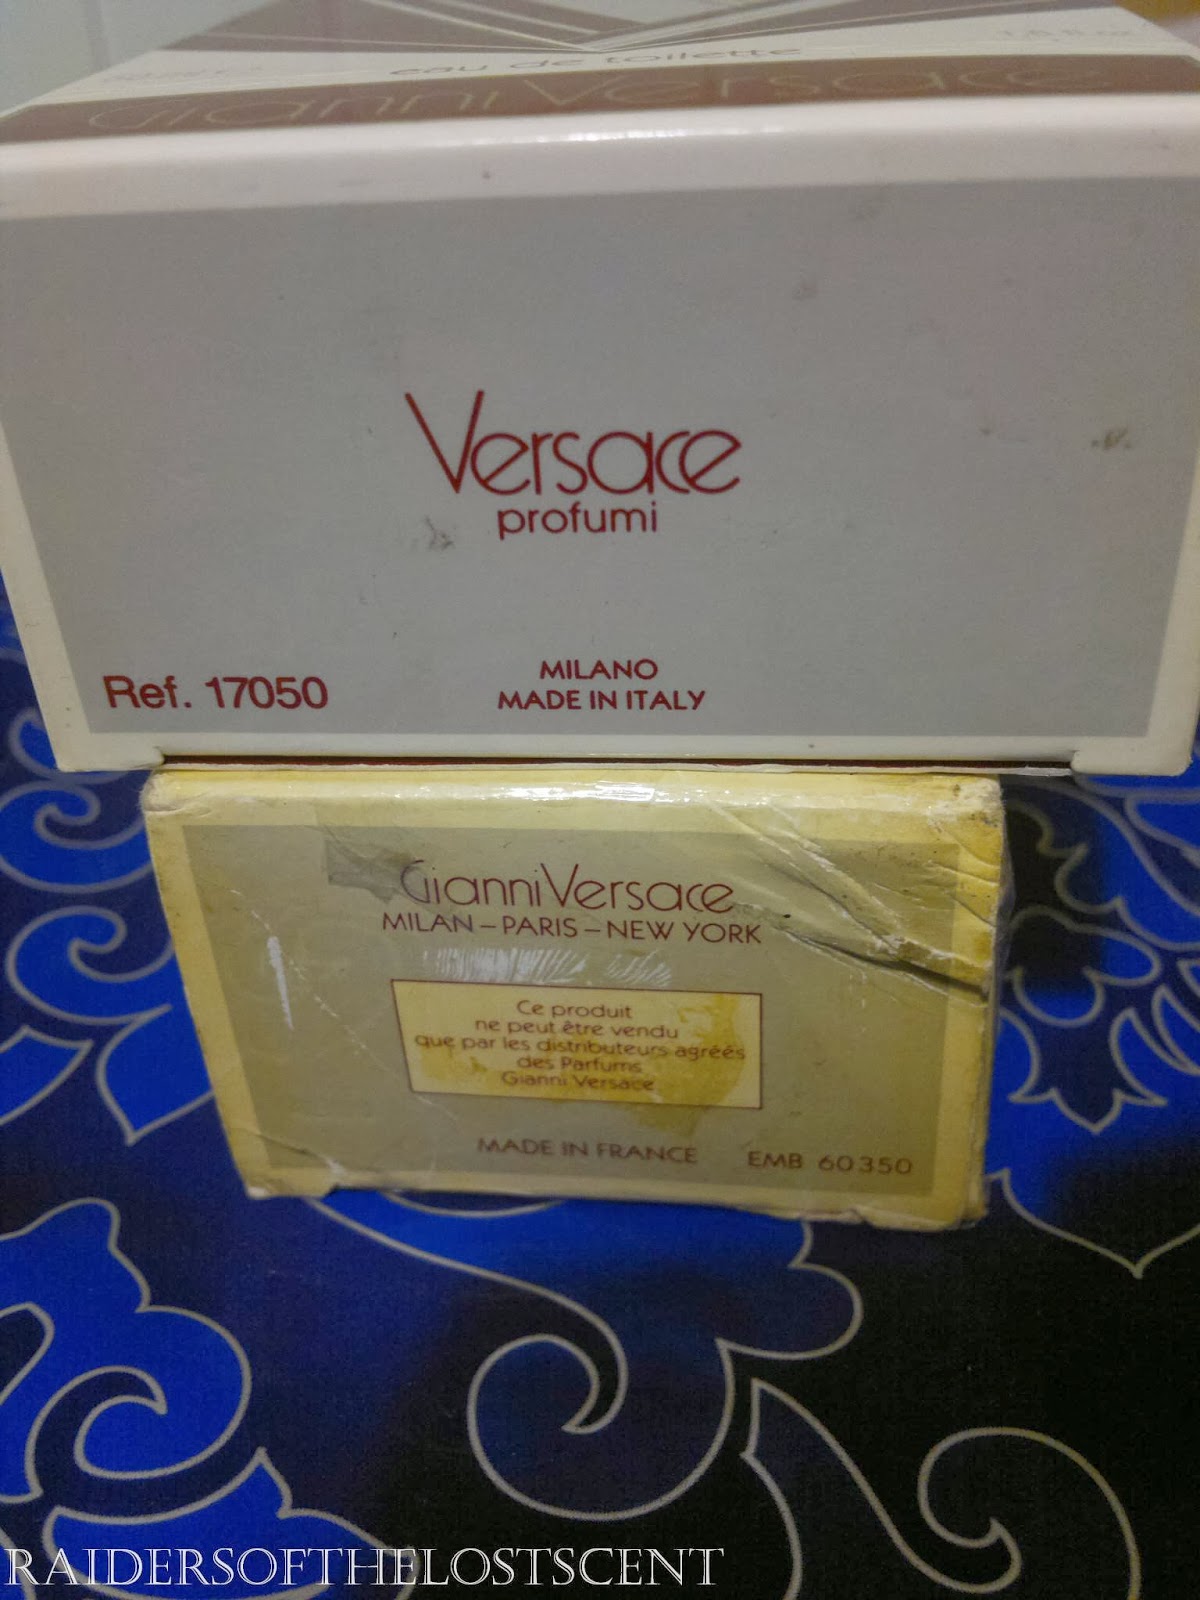 eau de toilette
Gianni Versace
Versace
profumi
Ref. 17050
MILANO
MADE IN ITALY
Gianni Versace
MILAN – PARIS – NEW YORK
Ce produit
ne peut être vendu
que par les distributeurs agréés
des Parfums
Gianni Versace
MADE IN FRANCE
EMB 60350
RAIDERSOFTHELOSTSCENT